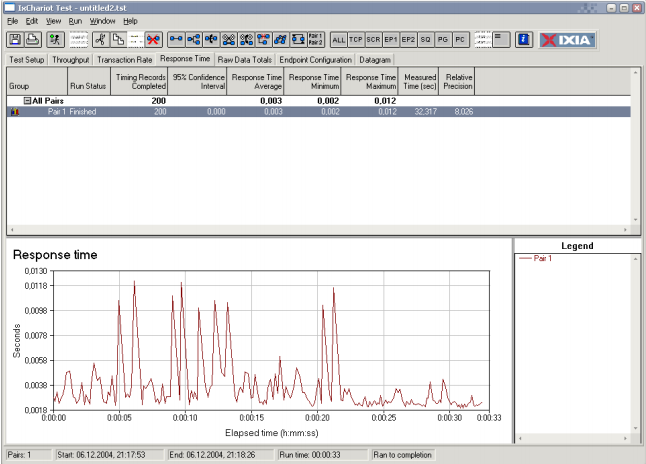 IxChariot Test - untitled2.tst
File Edit View Run Window Help
Pair 1 Pair 2 ALL TCP SCR EP1 EP2 SQ PG PC IXIA
Test Setup Throughput Transaction Rate Response Time Raw Data Totals Endpoint Configuration Datagram
Group Run Status Timing Records Completed 95% Confidence Interval Response Time Average Response Time Minimum Response Time Maximum Measured Time (sec) Relative Precision
All Pairs 200 0,003 0,002 0,012
Pair 1 Finished 200 0,000 0,003 0,002 0,012 32,317 8,026
Response time
Seconds
0,0130
0,0118
0,0098
0,0078
0,0058
0,0038
0,0018
0:00:00 0:00:05 0:00:10 0:00:15 0:00:20 0:00:25 0:00:30 0:00:33
Elapsed time (h:mm:ss)
Legend
Pair 1
Pairs: 1 Start: 06.12.2004, 21:17:53 End: 06.12.2004, 21:18:26 Run time: 00:00:33 Ran to completion